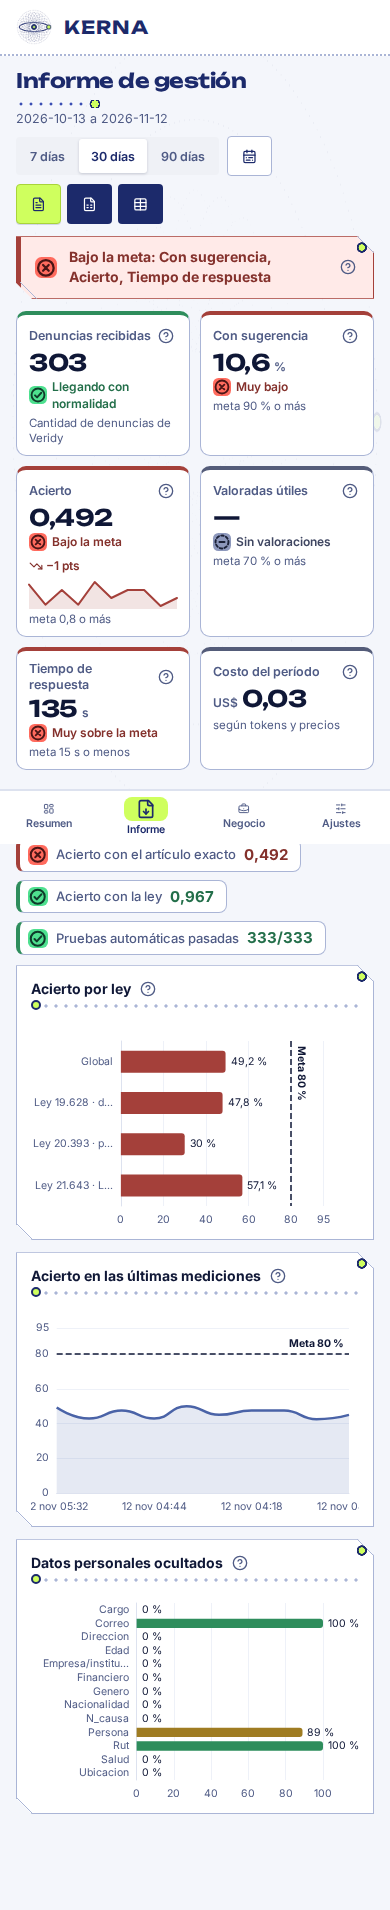 KERNA
Informe de gestión
2026-10-13 a 2026-11-12
7 días 30 días 90 días
Bajo la meta: Con sugerencia,
Acierto, Tiempo de respuesta
Denuncias recibidas
303
Llegando con
normalidad
Cantidad de denuncias de
Veridy
Con sugerencia
10,6 %
Muy bajo
meta 90 % o más
Acierto
0,492
Bajo la meta
−1 pts
meta 0,8 o más
Valoradas útiles
—
Sin valoraciones
meta 70 % o más
Tiempo de
respuesta
135 s
Muy sobre la meta
meta 15 s o menos
Costo del período
US$ 0,03
según tokens y precios
Resumen Informe Negocio Ajustes
Acierto con el artículo exacto 0,492
Acierto con la ley 0,967
Pruebas automáticas pasadas 333/333
Acierto por ley
Meta 80 %
Global 49,2 %
Ley 19.628 · d... 47,8 %
Ley 20.393 · p... 30 %
Ley 21.643 · L... 57,1 %
0 20 40 60 80 95
Acierto en las últimas mediciones
95
Meta 80 %
80
60
40
20
0
2 nov 05:32 12 nov 04:44 12 nov 04:18 12 nov 0
Datos personales ocultados
Cargo 0 %
Correo 100 %
Direccion 0 %
Edad 0 %
Empresa/institu... 0 %
Financiero 0 %
Genero 0 %
Nacionalidad 0 %
N_causa 0 %
Persona 89 %
Rut 100 %
Salud 0 %
Ubicacion 0 %
0 20 40 60 80 100